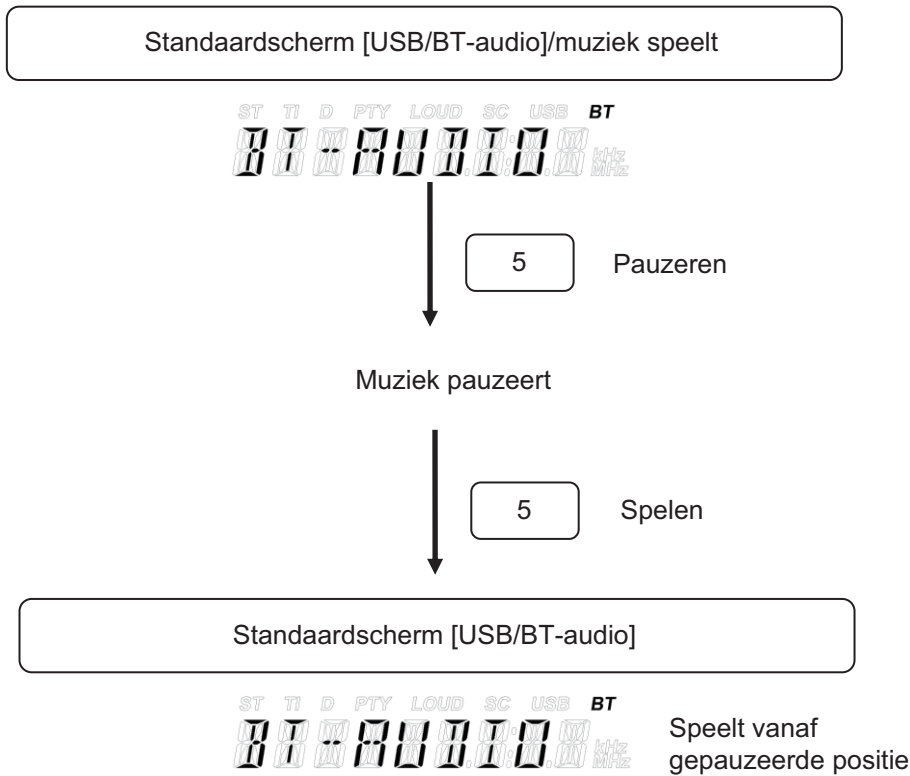 Standaardscherm [USB/BT-audio]/muziek speelt
ST TI D PTY LOUD SC USB BT
BT-AUDIO kHz
MHz
5 Pauzeren
Muziek pauzeert
5 Spelen
Standaardscherm [USB/BT-audio]
ST TI D PTY LOUD SC USB BT
BT-AUDIO kHz
MHz
Speelt vanaf
gepauzeerde positie